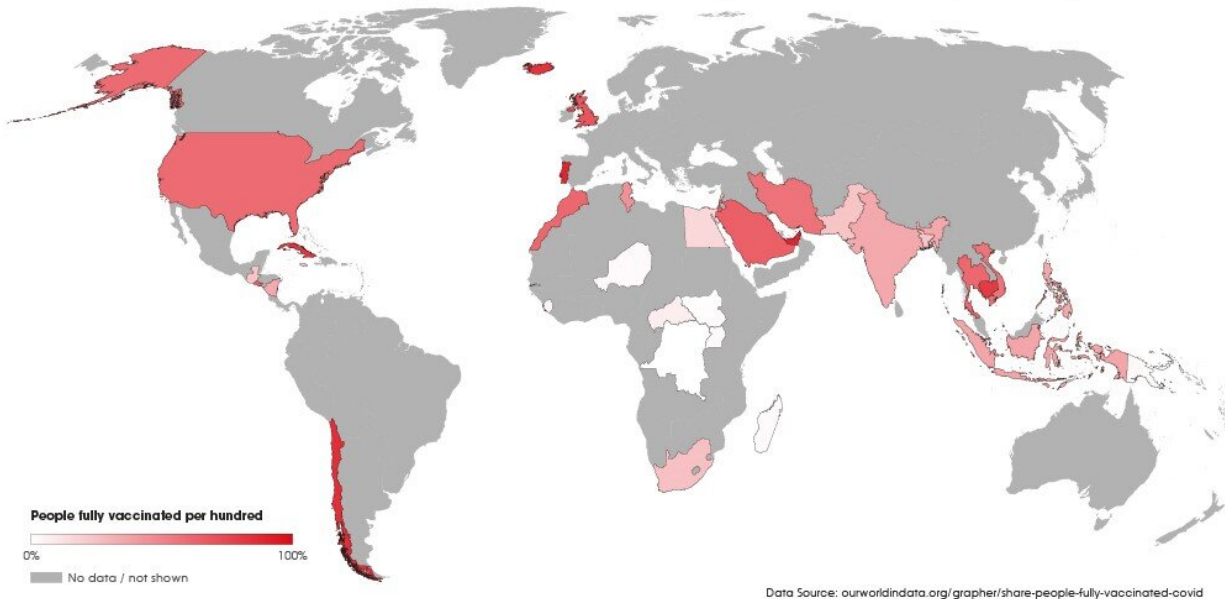 People fully vaccinated per hundred
0%
100%
No data / not shown
Data Source: ourworldindata.org/grapher/share-people-fully-vaccinated-covid